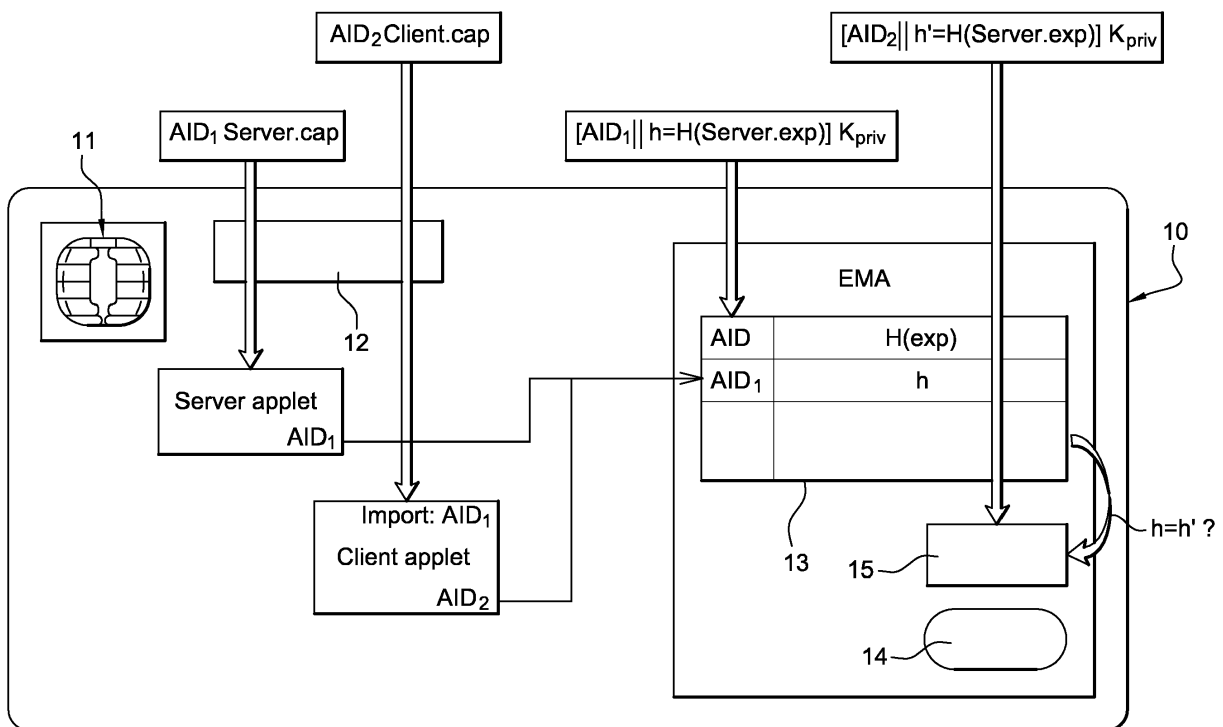 AID₂Client.cap
[AID₂|| h'=H(Server.exp)] Kpriv
AID₁ Server.cap
[AID₁|| h=H(Server.exp)] Kpriv
11
10
EMA
12
AID H(exp)
AID₁ h
Server applet
AID₁
Import: AID₁
Client applet
AID₂
13
h=h' ?
15
14